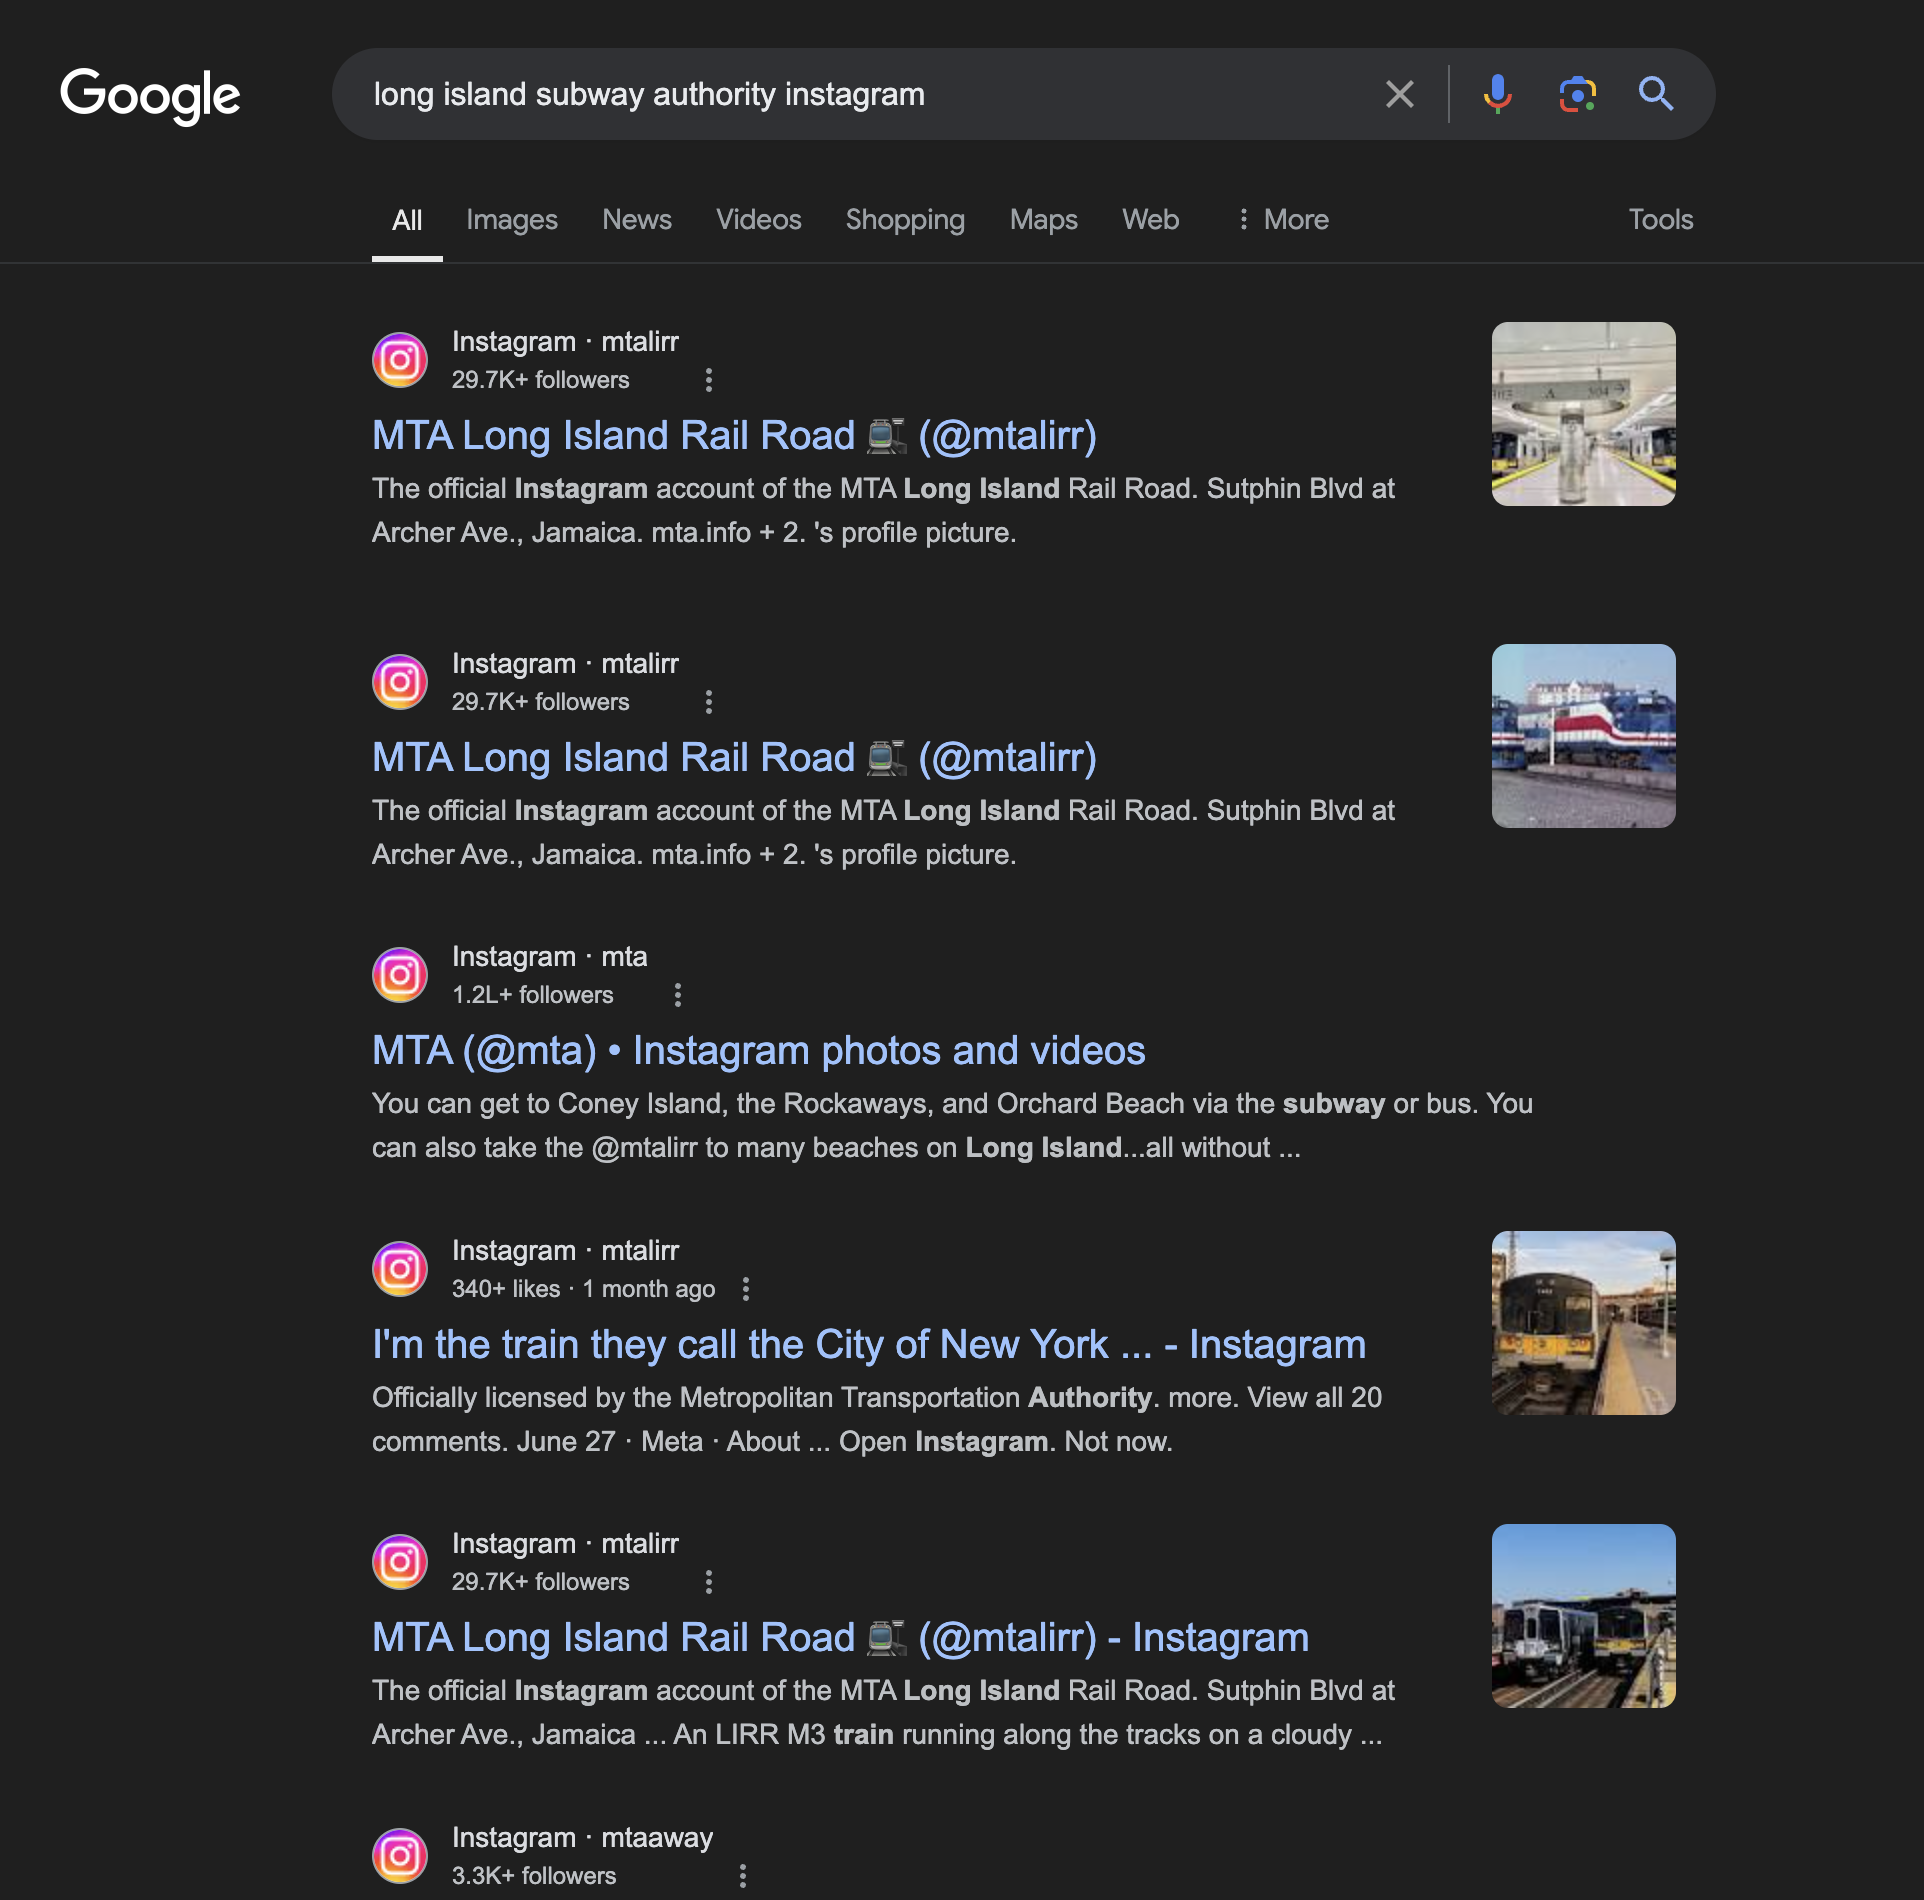 Google
long island subway authority instagram
All Images News Videos Shopping Maps Web More Tools
Instagram · mtalirr
29.7K+ followers
MTA Long Island Rail Road 🚈 (@mtalirr)
The official Instagram account of the MTA Long Island Rail Road. Sutphin Blvd at
Archer Ave., Jamaica. mta.info + 2. 's profile picture.
Instagram · mtalirr
29.7K+ followers
MTA Long Island Rail Road 🚈 (@mtalirr)
The official Instagram account of the MTA Long Island Rail Road. Sutphin Blvd at
Archer Ave., Jamaica. mta.info + 2. 's profile picture.
Instagram · mta
1.2L+ followers
MTA (@mta) • Instagram photos and videos
You can get to Coney Island, the Rockaways, and Orchard Beach via the subway or bus. You
can also take the @mtalirr to many beaches on Long Island...all without ...
Instagram · mtalirr
340+ likes · 1 month ago
I'm the train they call the City of New York ... - Instagram
Officially licensed by the Metropolitan Transportation Authority. more. View all 20
comments. June 27 · Meta · About ... Open Instagram. Not now.
Instagram · mtalirr
29.7K+ followers
MTA Long Island Rail Road 🚈 (@mtalirr) - Instagram
The official Instagram account of the MTA Long Island Rail Road. Sutphin Blvd at
Archer Ave., Jamaica ... An LIRR M3 train running along the tracks on a cloudy ...
Instagram · mtaaway
3.3K+ followers